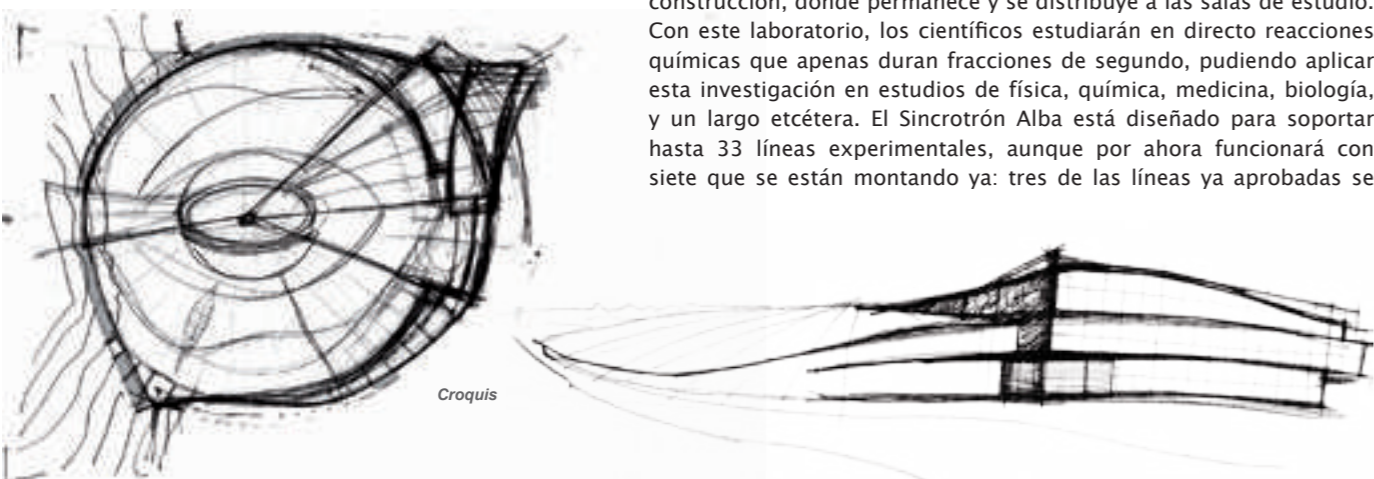 construcción, donde permanece y se distribuye a las salas de estudio.
Con este laboratorio, los científicos estudiarán en directo reacciones
químicas que apenas duran fracciones de segundo, pudiendo aplicar
esta investigación en estudios de física, química, medicina, biología,
y un largo etcétera. El Sincrotrón Alba está diseñado para soportar
hasta 33 líneas experimentales, aunque por ahora funcionará con
siete que se están montando ya: tres de las líneas ya aprobadas se
Croquis